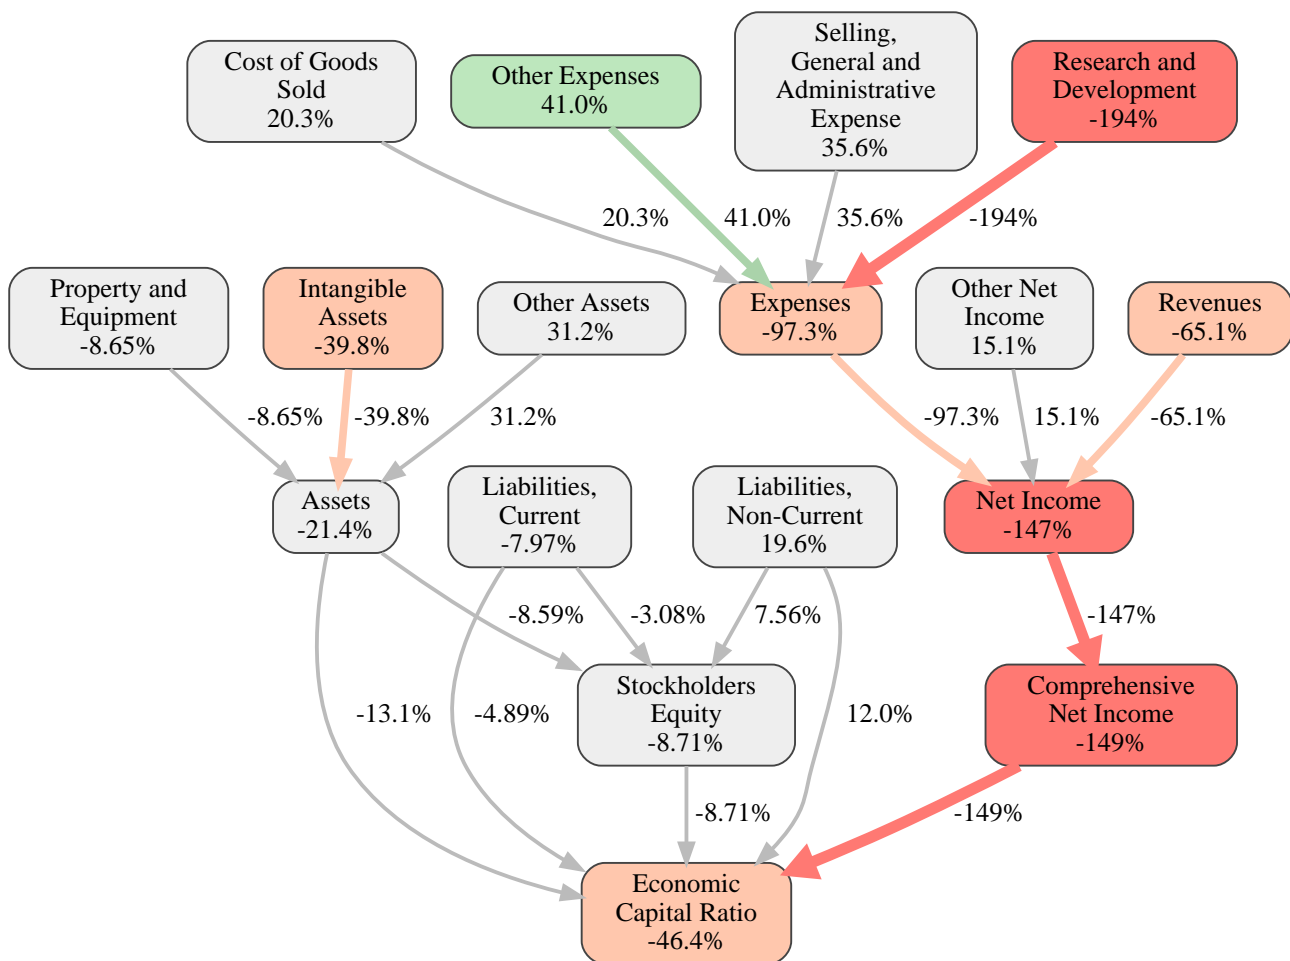 Cost of Goods
Sold
20.3%
Other Expenses
41.0%
Selling,
General and
Administrative
Expense
35.6%
Research and
Development
-194%
20.3%
41.0%
35.6%
-194%
Property and
Equipment
-8.65%
Intangible
Assets
-39.8%
Other Assets
31.2%
Expenses
-97.3%
Other Net
Income
15.1%
Revenues
-65.1%
-8.65%
-39.8%
31.2%
-97.3%
15.1%
-65.1%
Assets
-21.4%
Liabilities,
Current
-7.97%
Liabilities,
Non-Current
19.6%
Net Income
-147%
-8.59%
-3.08%
7.56%
-147%
Stockholders
Equity
-8.71%
Comprehensive
Net Income
-149%
-13.1%
-4.89%
12.0%
-8.71%
-149%
Economic
Capital Ratio
-46.4%